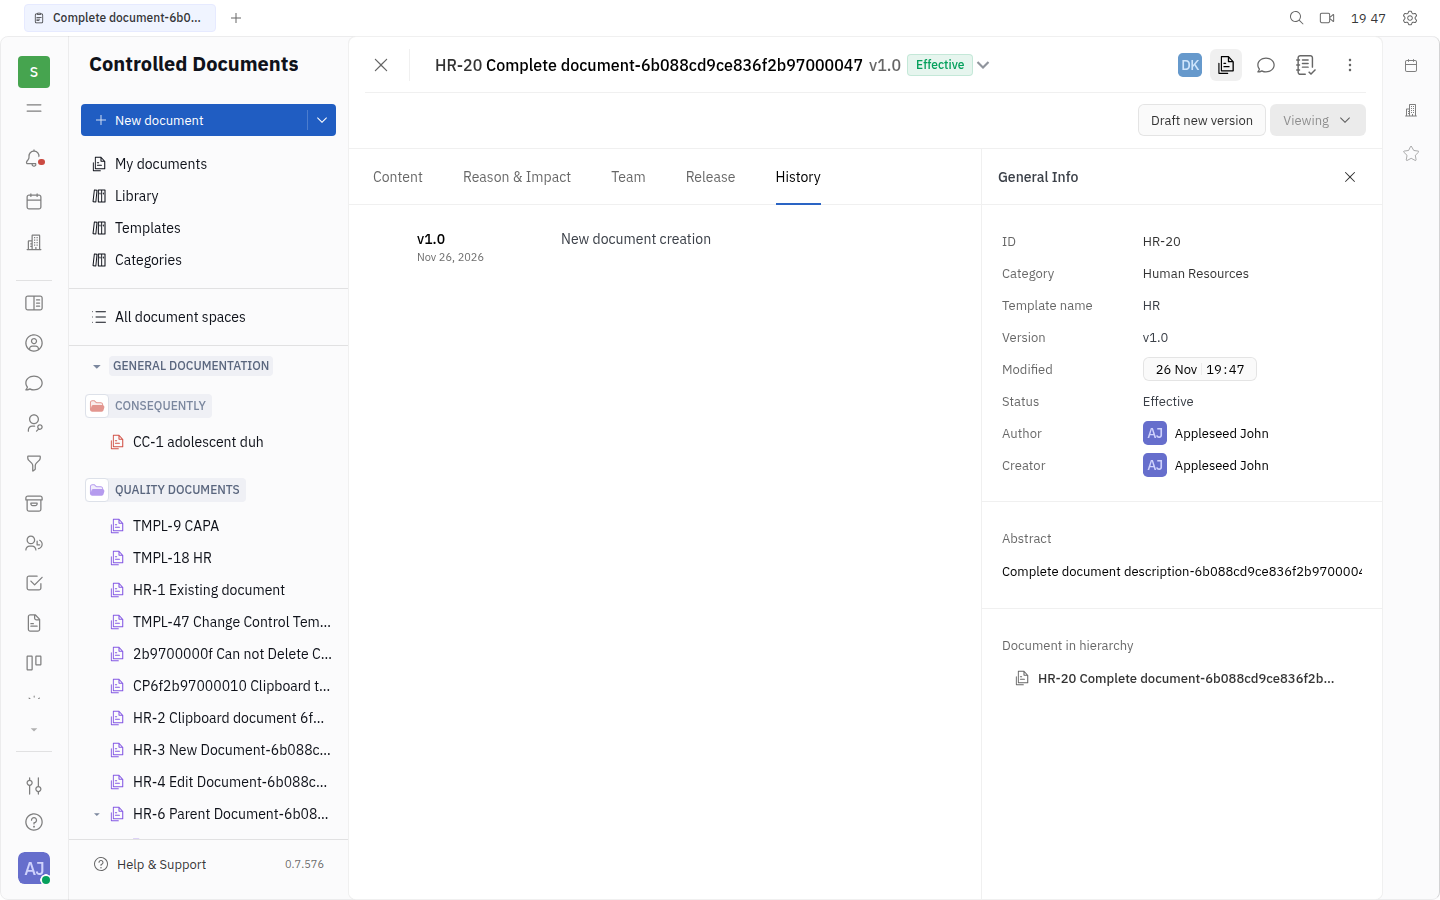 Complete document-6b0...
19 47
S
Controlled Documents
New document
My documents
Library
Templates
Categories
All document spaces
GENERAL DOCUMENTATION
CONSEQUENTLY
CC-1 adolescent duh
QUALITY DOCUMENTS
TMPL-9 CAPA
TMPL-18 HR
HR-1 Existing document
TMPL-47 Change Control Tem...
2b9700000f Can not Delete C...
CP6f2b97000010 Clipboard t...
HR-2 Clipboard document 6f...
HR-3 New Document-6b088c...
HR-4 Edit Document-6b088c...
HR-6 Parent Document-6b08...
Help & Support
0.7.576
AJ
HR-20 Complete document-6b088cd9ce836f2b97000047 v1.0 Effective
DK
Draft new version
Viewing
Content
Reason & Impact
Team
Release
History
v1.0
New document creation
Nov 26, 2026
General Info
ID HR-20
Category Human Resources
Template name HR
Version v1.0
Modified 26 Nov 19:47
Status Effective
Author AJ Appleseed John
Creator AJ Appleseed John
Abstract
Complete document description-6b088cd9ce836f2b970000
Document in hierarchy
HR-20 Complete document-6b088cd9ce836f2b...